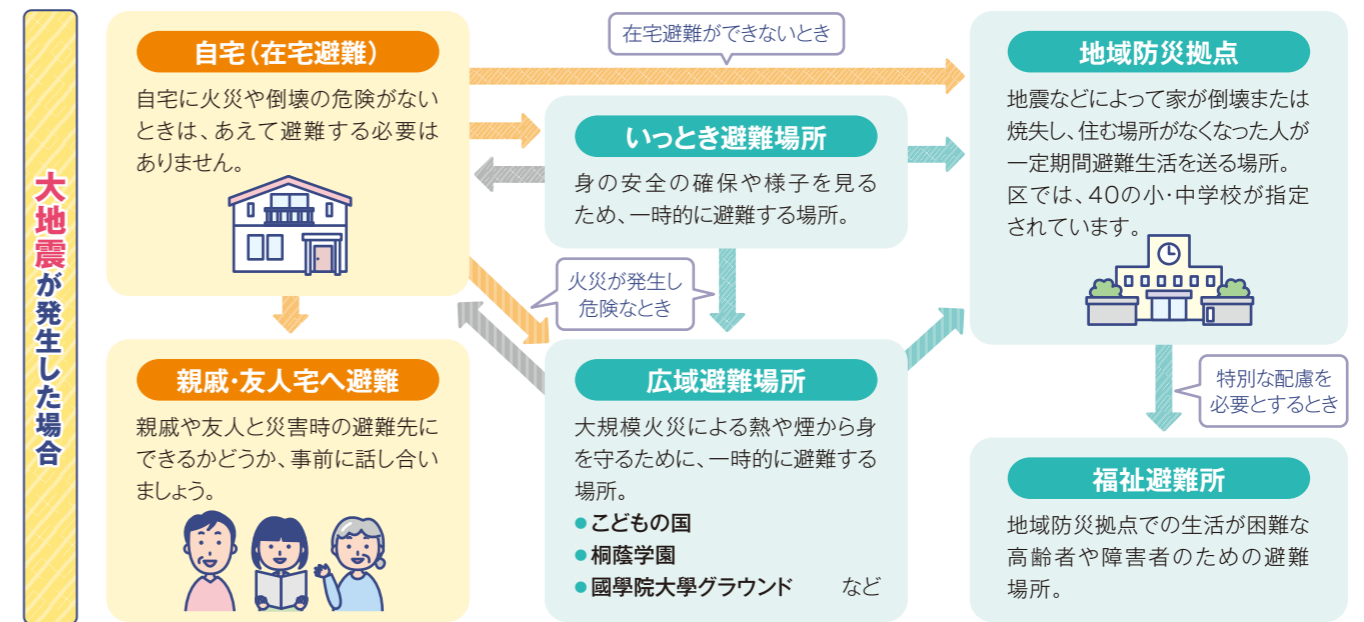 大地震が発生した場合
自宅（在宅避難）
自宅に火災や倒壊の危険がない
ときは、あえて避難する必要は
ありません。
親戚・友人宅へ避難
親戚や友人と災害時の避難先に
できるかどうか、事前に話し合い
ましょう。
在宅避難ができないとき
いっとき避難場所
身の安全の確保や様子を見る
ため、一時的に避難する場所。
火災が発生し
危険なとき
広域避難場所
大規模火災による熱や煙から身
を守るために、一時的に避難する
場所。
●こどもの国
●桐蔭学園
●國學院大學グラウンド　など
地域防災拠点
地震などによって家が倒壊または
焼失し、住む場所がなくなった人が
一定期間避難生活を送る場所。
区では、40の小・中学校が指定
されています。
特別な配慮を
必要とするとき
福祉避難所
地域防災拠点での生活が困難な
高齢者や障害者のための避難
場所。